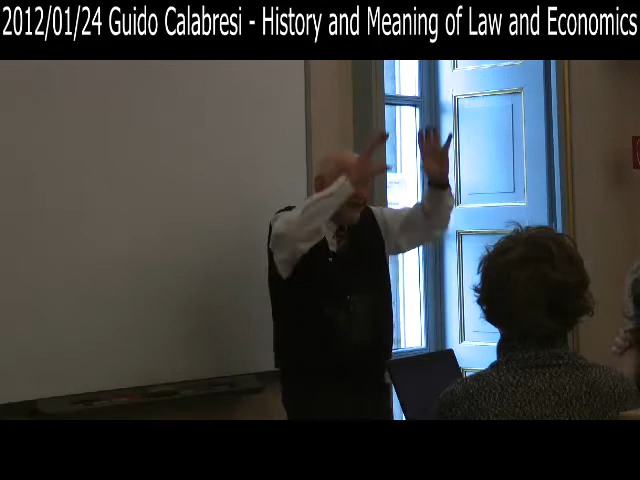 2012/01/24 Guido Calabresi - History and Meaning of Law and Economics